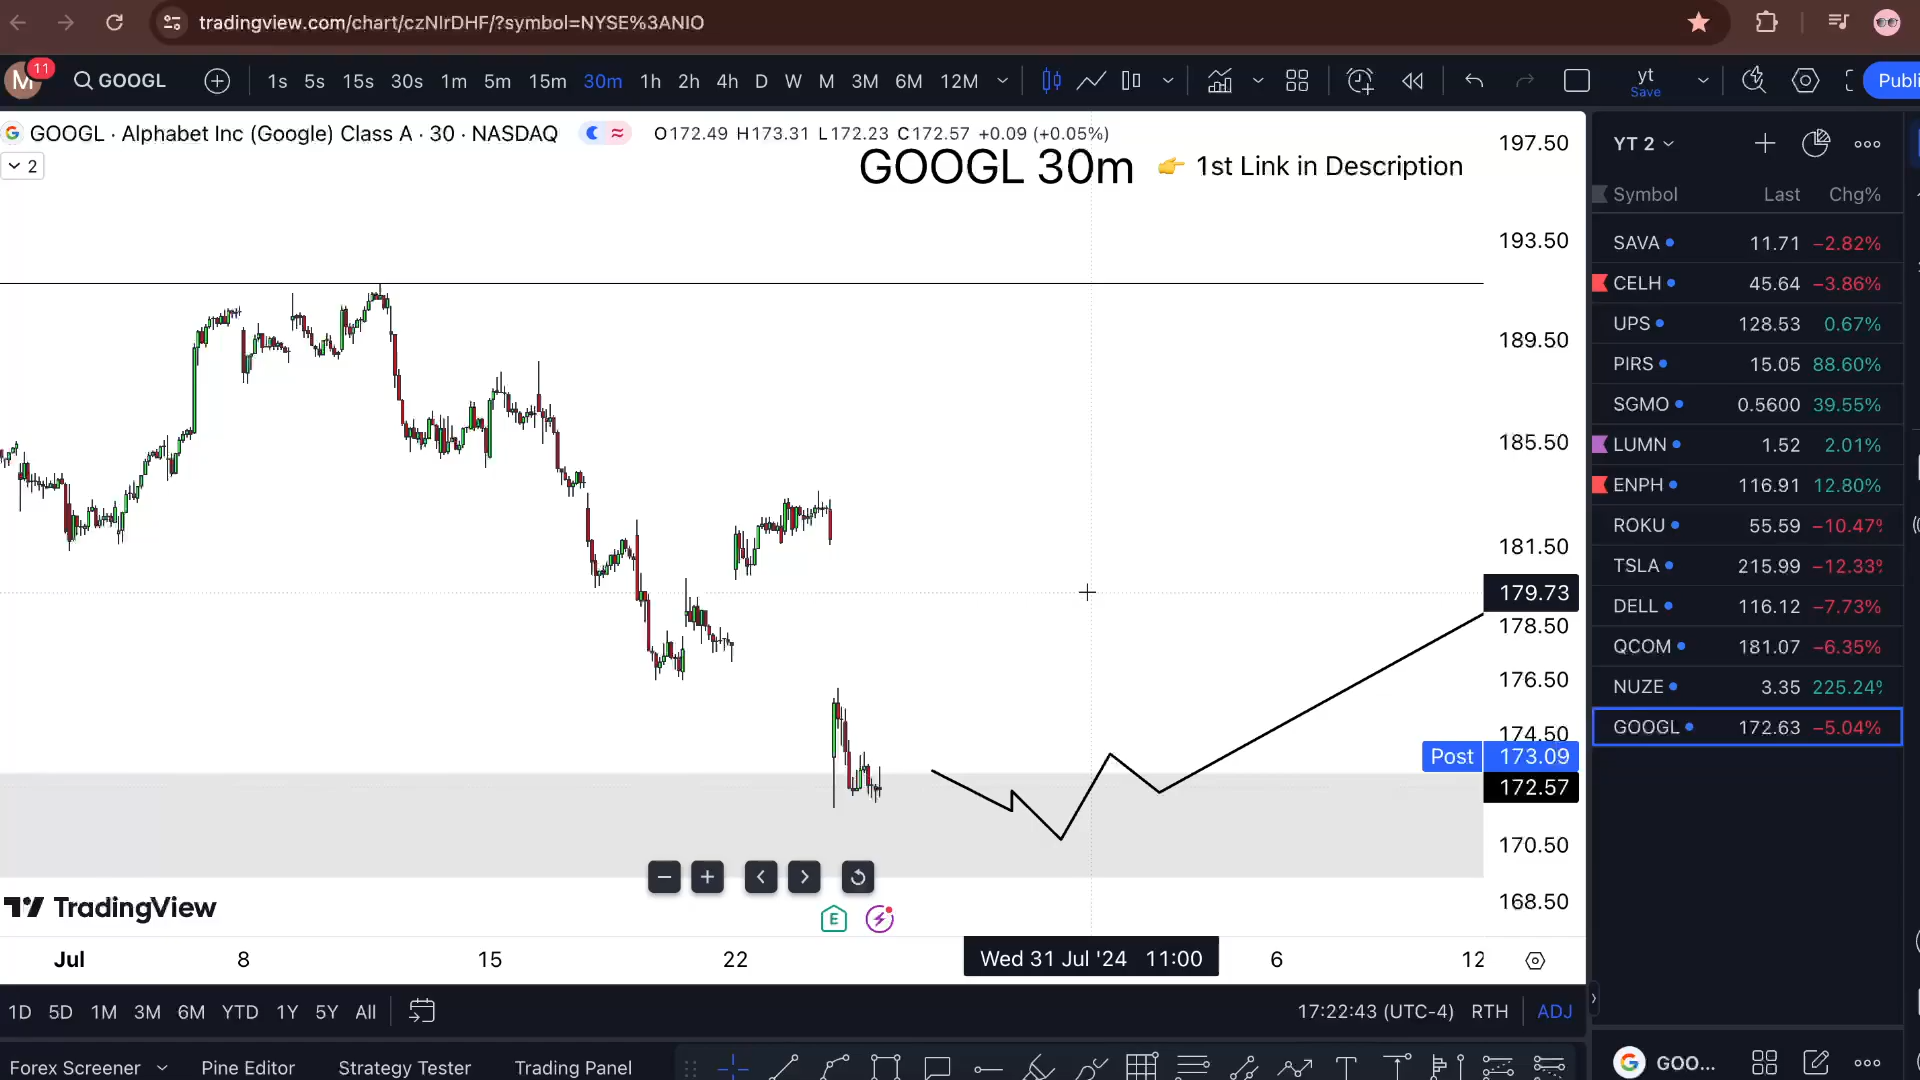 tradingview.com/chart/czNlrDHF/?symbol=NYSE%3ANIO
M 11 GOOGL 1s 5s 15s 30s 1m 5m 15m 30m 1h 2h 4h D W M 3M 6M 12M yt Save Publi
GOOGL · Alphabet Inc (Google) Class A · 30 · NASDAQ O172.49 H173.31 L172.23 C172.57 +0.09 (+0.05%)
2
GOOGL 30m 👉 1st Link in Description
197.50
193.50
189.50
185.50
181.50
179.73
178.50
176.50
174.50
Post 173.09
172.57
170.50
168.50
E
TradingView
Jul 8 15 22 Wed 31 Jul '24 11:00 6 12
1D 5D 1M 3M 6M YTD 1Y 5Y All 17:22:43 (UTC-4) RTH ADJ
Forex Screener Pine Editor Strategy Tester Trading Panel
YT 2
Symbol Last Chg%
SAVA 11.71 −2.82%
CELH 45.64 −3.86%
UPS 128.53 0.67%
PIRS 15.05 88.60%
SGMO 0.5600 39.55%
LUMN 1.52 2.01%
ENPH 116.91 12.80%
ROKU 55.59 −10.47%
TSLA 215.99 −12.33%
DELL 116.12 −7.73%
QCOM 181.07 −6.35%
NUZE 3.35 225.24%
GOOGL 172.63 −5.04%
G GOO...